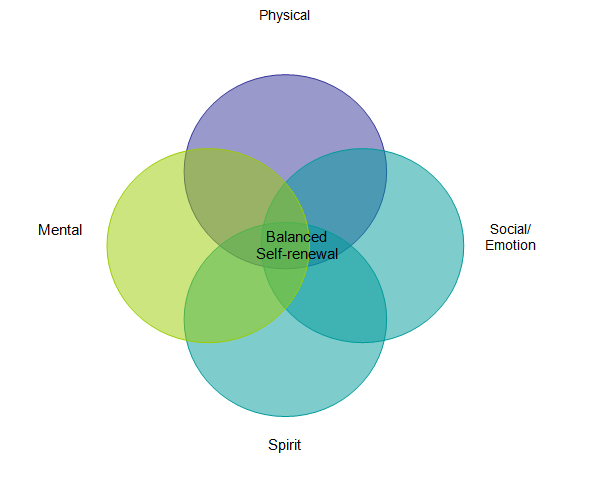 Physical
Mental
Balanced
Self-renewal
Social/
Emotion
Spirit